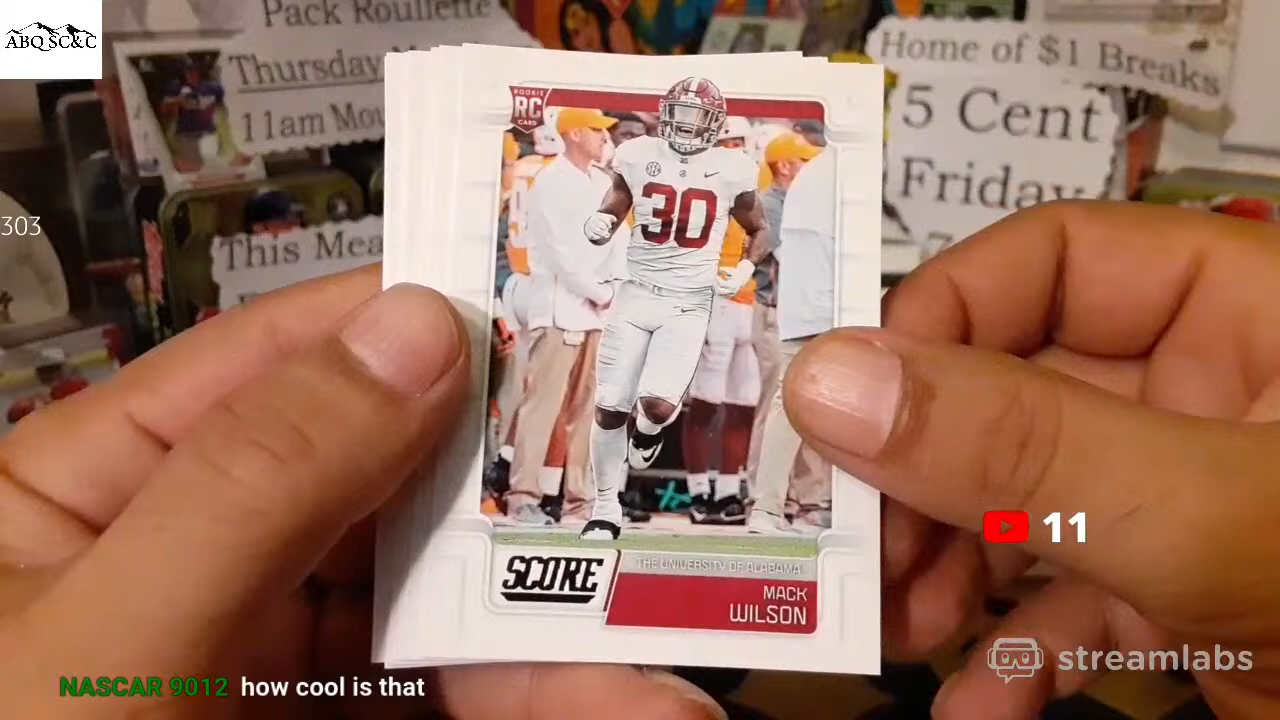 ABQ SC&C
Pack Roulette
Thursday
11am Mou
Home of $1 Breaks
5 Cent
Friday
303
This Mea
ROOKIE
RC
CARD
30
SCORE
THE UNIVERSITY OF ALABAMA
MACK
WILSON
11
streamlabs
NASCAR 9012 how cool is that